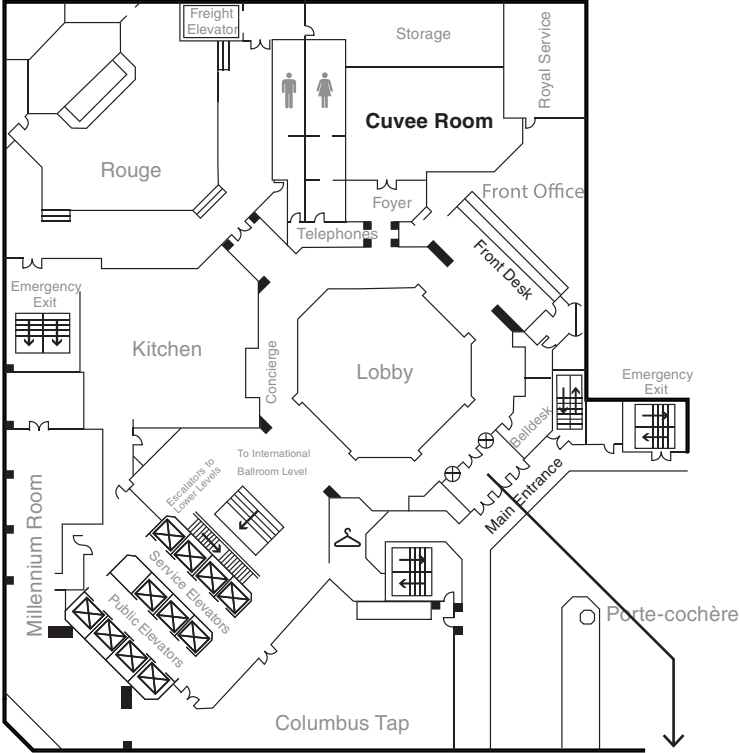 Freight
Elevator
Storage
Royal Service
Cuvee Room
Rouge
Front Office
Foyer
Telephones
Front Desk
Emergency
Exit
Kitchen
Concierge
Lobby
Emergency
Exit
Belldesk
To International
Ballroom Level
Escalators to
Lower Levels
Main Entrance
Millennium Room
Service Elevators
Public Elevators
Porte-cochère
Columbus Tap